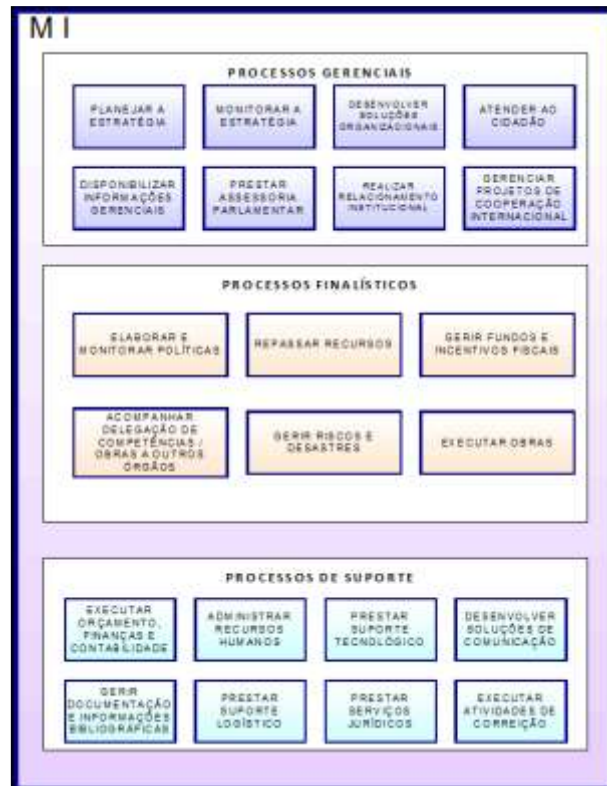 M I
PROCESSOS GERENCIAIS
PLANEJAR A
ESTRATÉGIA
MONITORAR A
ESTRATÉGIA
DESENVOLVER
SOLUÇÕES
ORGANIZACIONAIS
ATENDER AO
CIDADÃO
DISPONIBILIZAR
INFORMAÇÕES
GERENCIAIS
PRESTAR
ASSESSORIA
PARLAMENTAR
REALIZAR
RELACIONAMENTO
INSTITUCIONAL
GERENCIAR
PROJETOS DE
COOPERAÇÃO
INTERNACIONAL
PROCESSOS FINALÍSTICOS
ELABORAR E
MONITORAR POLÍTICAS
REPASSAR RECURSOS
GERIR FUNDOS E
INCENTIVOS FISCAIS
ACOMPANHAR
DELEGAÇÃO DE
COMPETÊNCIAS /
OBRAS A OUTROS
ÓRGÃOS
GERIR RISCOS E
DESASTRES
EXECUTAR OBRAS
PROCESSOS DE SUPORTE
EXECUTAR
ORÇAMENTO,
FINANÇAS E
CONTABILIDADE
ADMINISTRAR
RECURSOS
HUMANOS
PRESTAR
SUPORTE
TECNOLÓGICO
DESENVOLVER
SOLUÇÕES DE
COMUNICAÇÃO
GERIR
DOCUMENTAÇÃO
E INFORMAÇÕES
BIBLIOGRÁFICAS
PRESTAR
SUPORTE
LOGÍSTICO
PRESTAR
SERVIÇOS
JURÍDICOS
EXECUTAR
ATIVIDADES DE
CORREIÇÃO